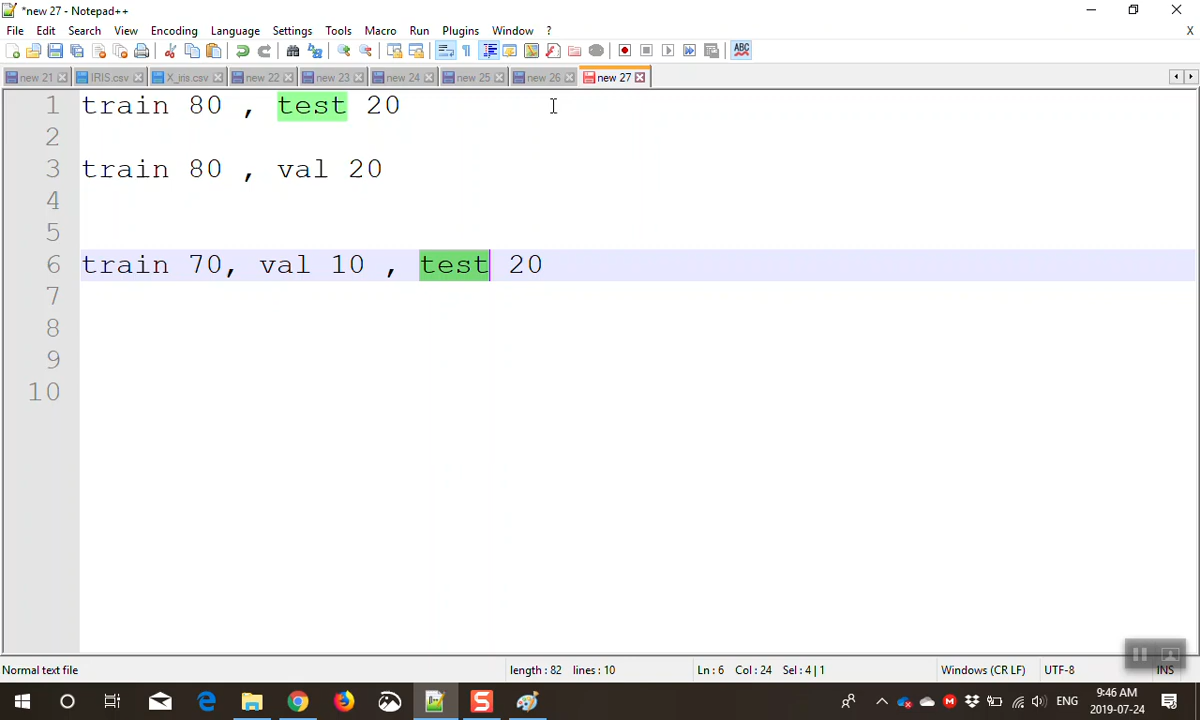 *new 27 - Notepad++
File Edit Search View Encoding Language Settings Tools Macro Run Plugins Window ? X
new 21 IRIS.csv X_iris.csv new 22 new 23 new 24 new 25 new 26 new 27
1 train 80 , test 20
2
3 train 80 , val 20
4
5
6 train 70, val 10 , test 20
7
8
9
10
Normal text file length : 82 lines : 10 Ln : 6 Col : 24 Sel : 4 | 1 Windows (CR LF) UTF-8 INS
ENG 9:46 AM
2019-07-24